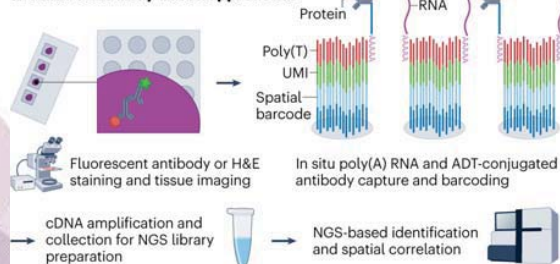 Protein
RNA
Poly(T)
UMI
Spatial
barcode
Fluorescent antibody or H&E
staining and tissue imaging
In situ poly(A) RNA and ADT-conjugated
antibody capture and barcoding
cDNA amplification and
collection for NGS library
preparation
NGS-based identification
and spatial correlation